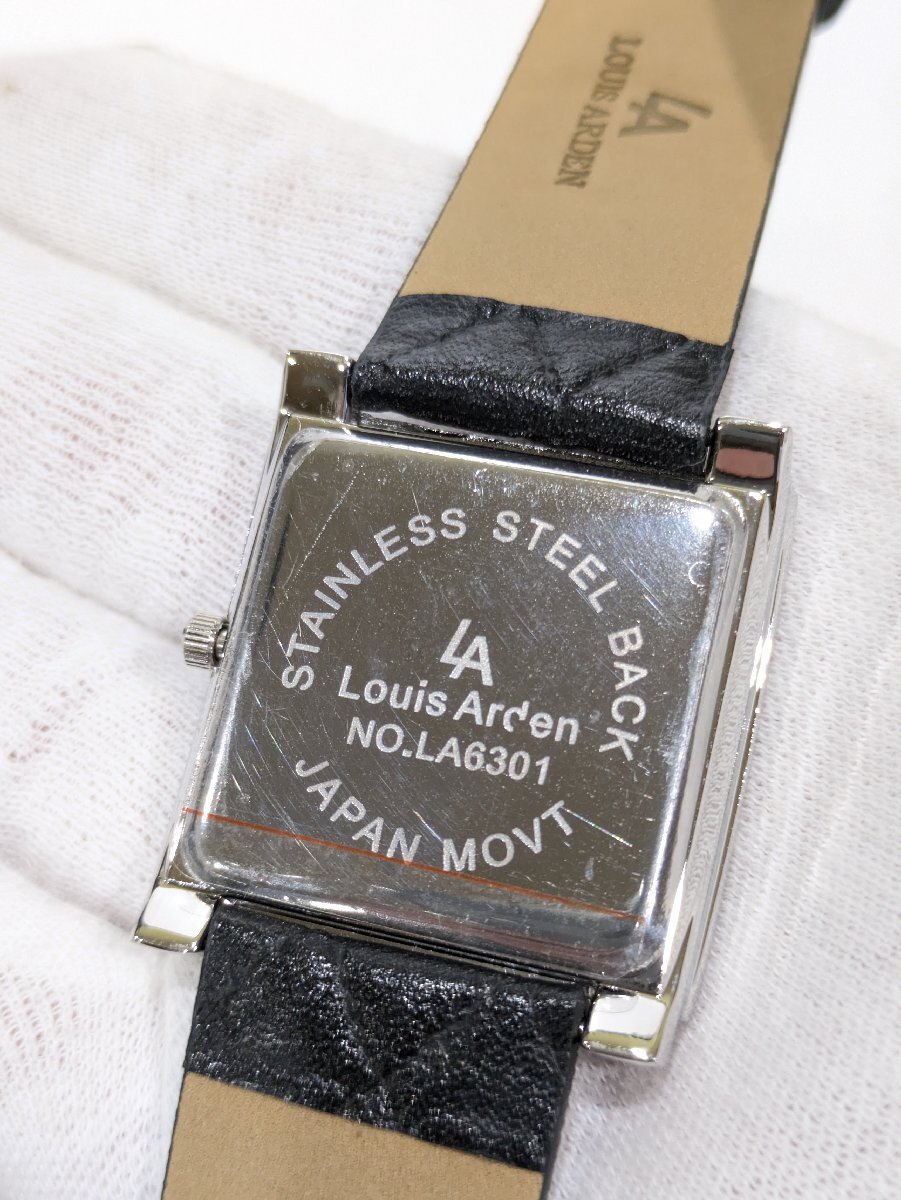 LA
LOUIS ARDEN
STAINLESS STEEL BACK
LA
Louis Arden
NO.LA6301
JAPAN MOVT